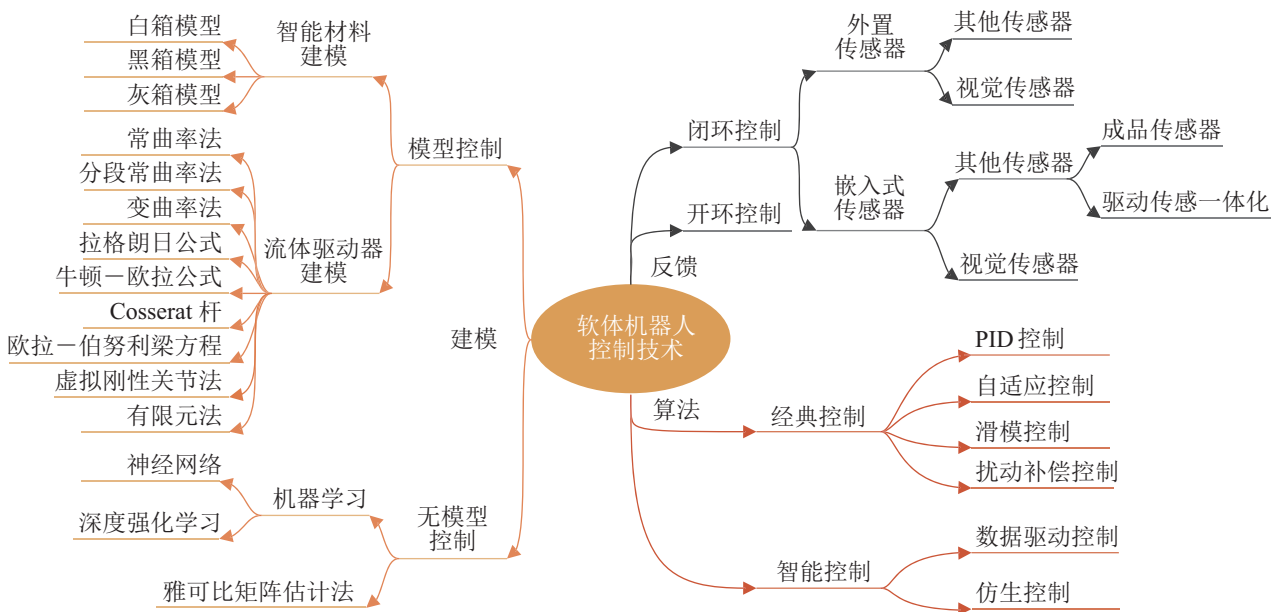 软体机器人
控制技术
建模
模型控制
智能材料
建模
白箱模型
黑箱模型
灰箱模型
流体驱动器
建模
常曲率法
分段常曲率法
变曲率法
拉格朗日公式
牛顿－欧拉公式
Cosserat 杆
欧拉－伯努利梁方程
虚拟刚性关节法
有限元法
无模型
控制
机器学习
神经网络
深度强化学习
雅可比矩阵估计法
反馈
闭环控制
外置
传感器
其他传感器
视觉传感器
嵌入式
传感器
其他传感器
成品传感器
驱动传感一体化
视觉传感器
开环控制
算法
经典控制
PID 控制
自适应控制
滑模控制
扰动补偿控制
智能控制
数据驱动控制
仿生控制